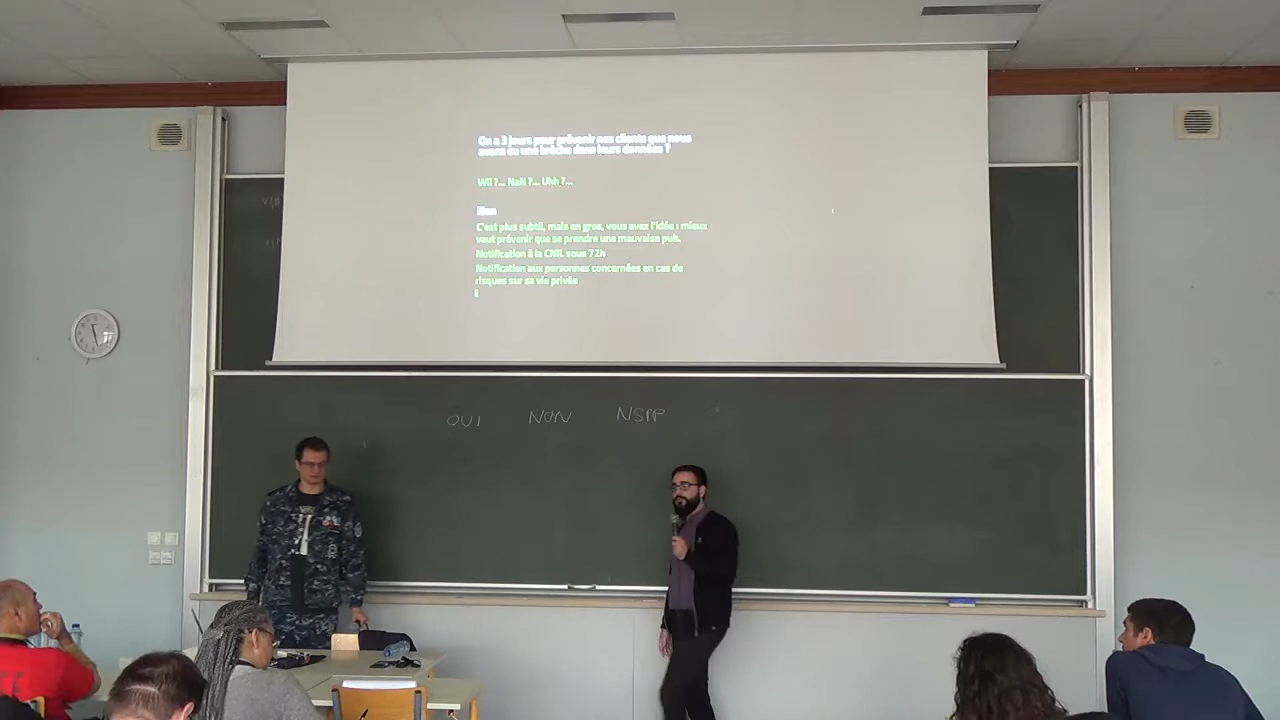 On a 3 jours pour prévenir nos clients que nous
avons eu une brèche dans leurs données ?
Wii ?... NaN ?... Uhh ?...
Non
C'est plus subtil, mais en gros, vous avez l'idée : mieux
vaut prévenir que se prendre une mauvaise pub.
Notification à la CNIL sous 72h
Notification aux personnes concernées en cas de
risques sur sa vie privée
OUI NON NSPP